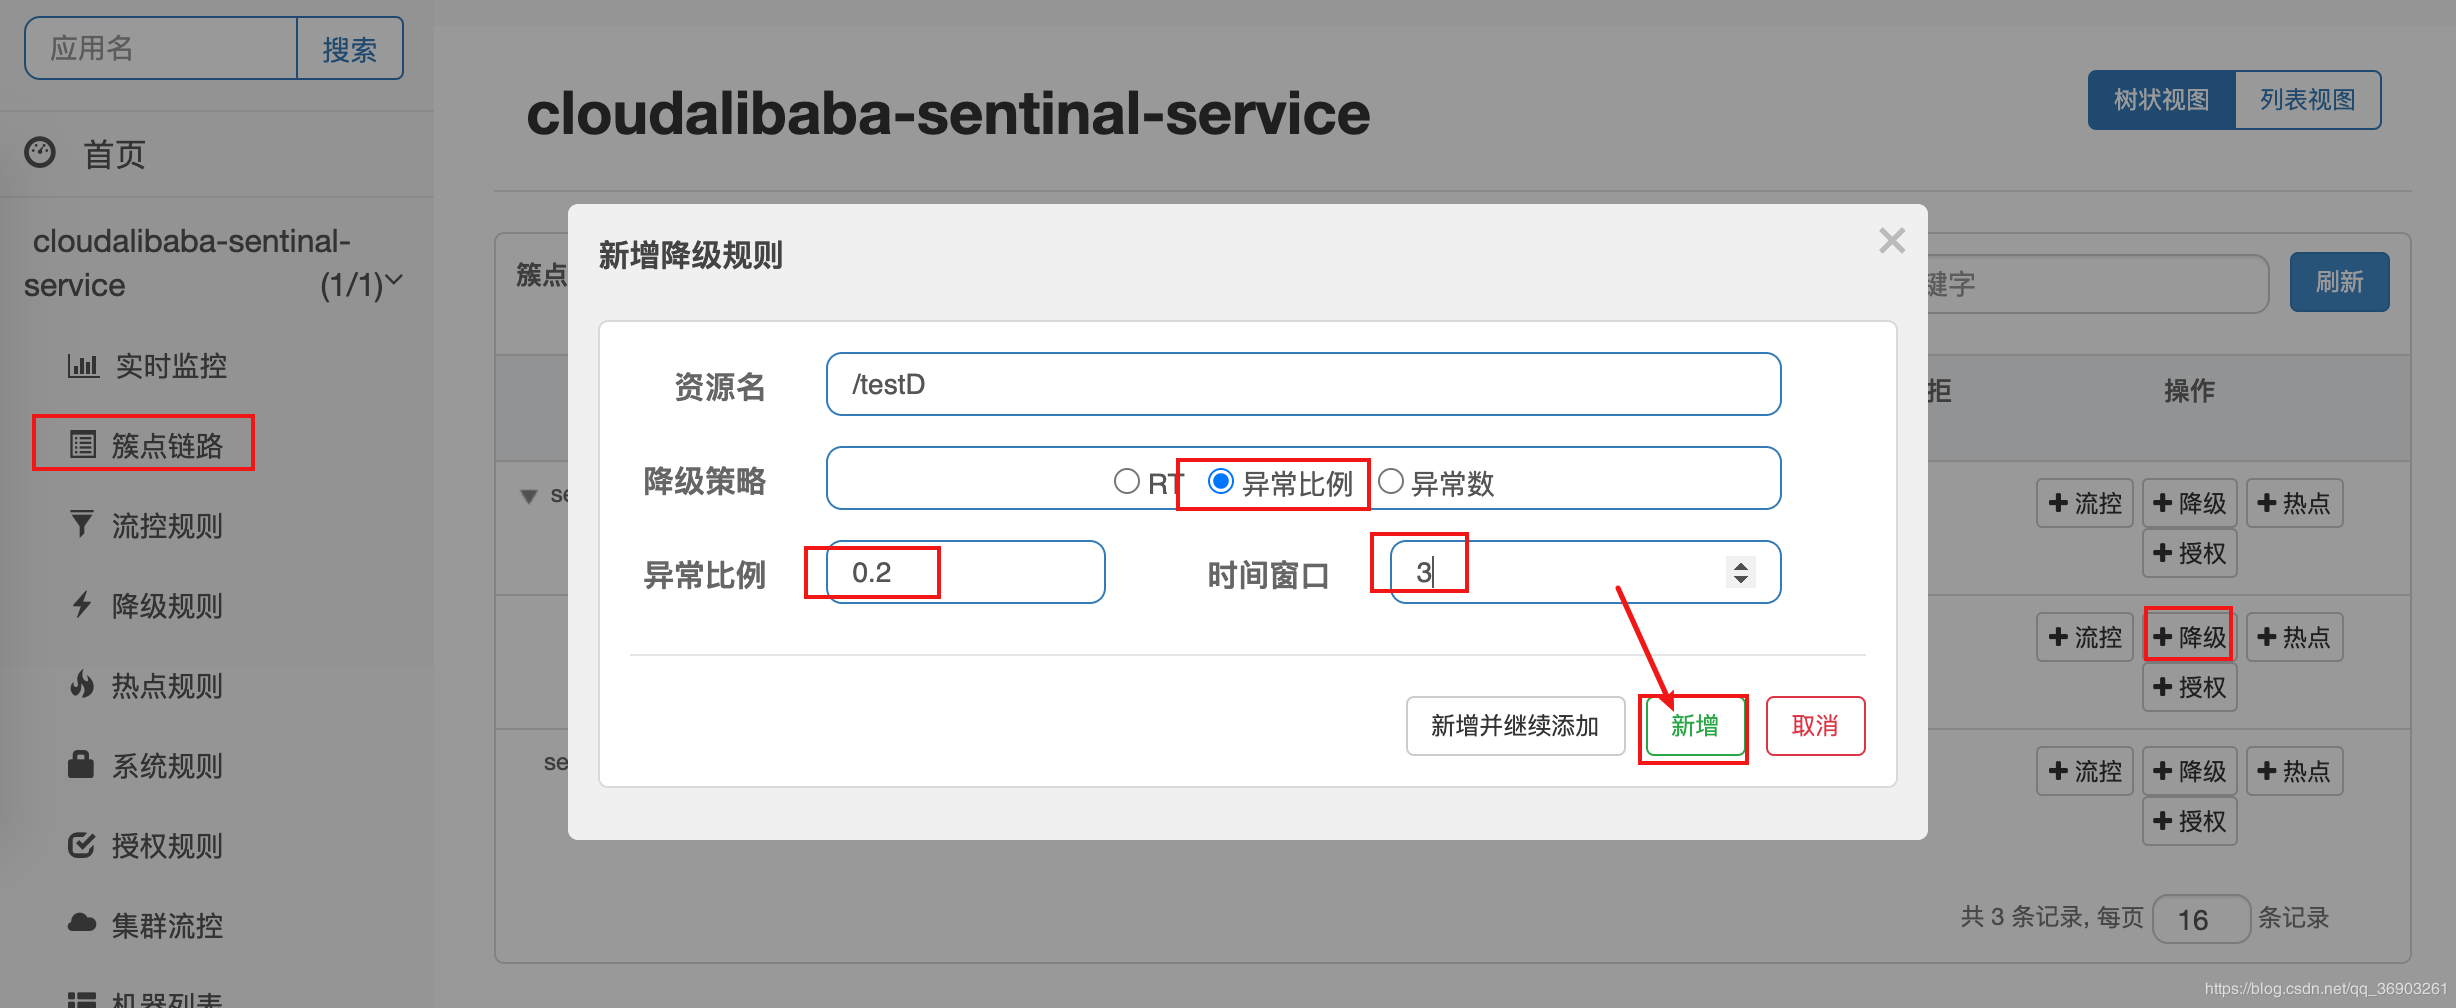 应用名
搜索
首页
cloudalibaba-sentinal-
service
(1/1)
实时监控
簇点链路
流控规则
降级规则
热点规则
系统规则
授权规则
集群流控
机器列表
cloudalibaba-sentinal-service
树状视图
列表视图
簇点
键字
刷新
拒
操作
se
流控
降级
热点
授权
流控
降级
热点
授权
se
流控
降级
热点
授权
共 3 条记录, 每页 16 条记录
新增降级规则
×
资源名
/testD
降级策略
RT
异常比例
异常数
异常比例
0.2
时间窗口
3
新增并继续添加
新增
取消
https://blog.csdn.net/qq_36903261